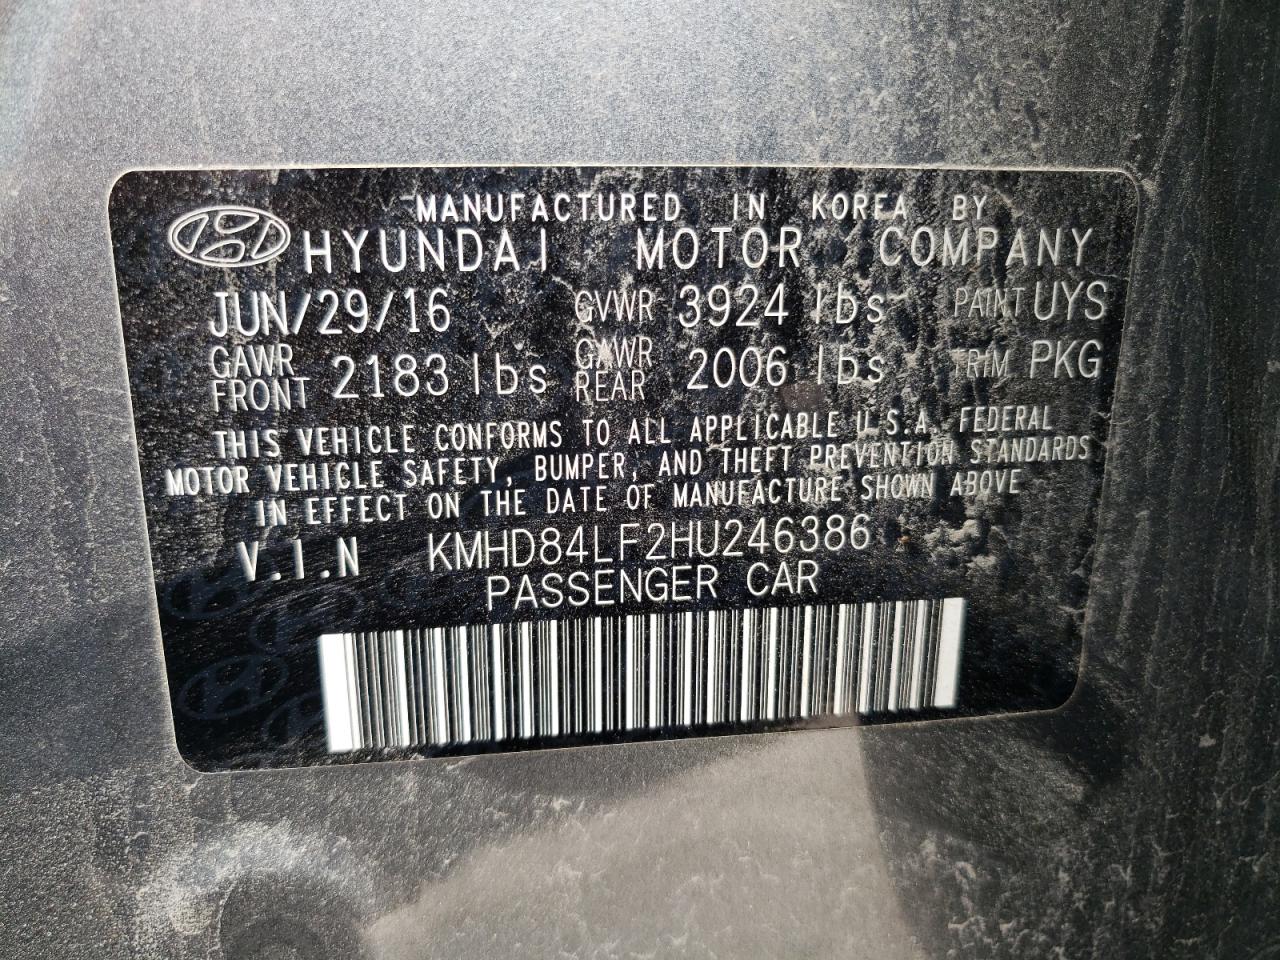 MANUFACTURED IN KOREA BY
HYUNDAI MOTOR COMPANY
JUN/29/16 GVWR 3924 lbs PAINT UYS
GAWR FRONT 2183 lbs GAWR REAR 2006 lbs TRIM PKG
THIS VEHICLE CONFORMS TO ALL APPLICABLE U.S.A. FEDERAL
MOTOR VEHICLE SAFETY, BUMPER, AND THEFT PREVENTION STANDARDS
IN EFFECT ON THE DATE OF MANUFACTURE SHOWN ABOVE
V.I.N KMHD84LF2HU246386
PASSENGER CAR